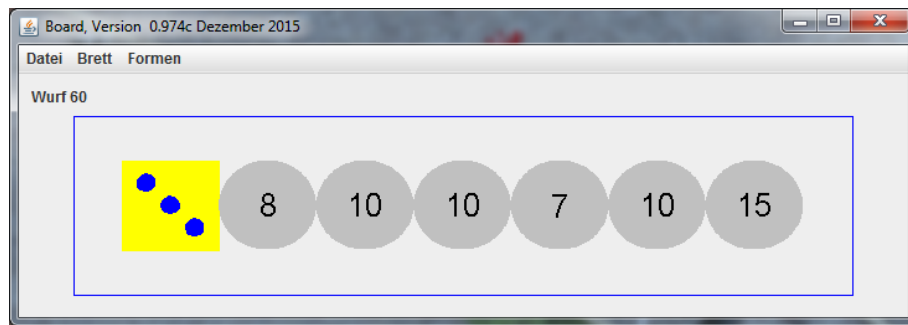 Board, Version 0.974c Dezember 2015
Datei Brett Formen
Wurf 60
8 10 10 7 10 15